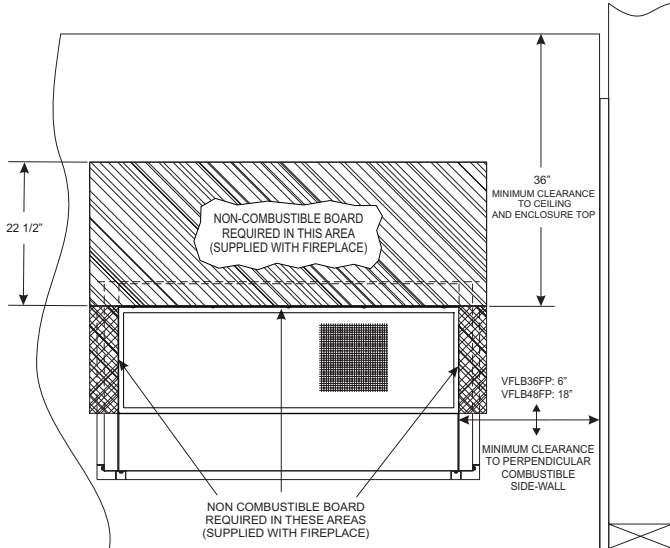 36"
MINIMUM CLEARANCE
TO CEILING
AND ENCLOSURE TOP
22 1/2"
NON-COMBUSTIBLE BOARD
REQUIRED IN THIS AREA
(SUPPLIED WITH FIREPLACE)
VFLB36FP: 6"
VFLB48FP: 18"
MINIMUM CLEARANCE
TO PERPENDICULAR
COMBUSTIBLE
SIDE-WALL
NON COMBUSTIBLE BOARD
REQUIRED IN THESE AREAS
(SUPPLIED WITH FIREPLACE)